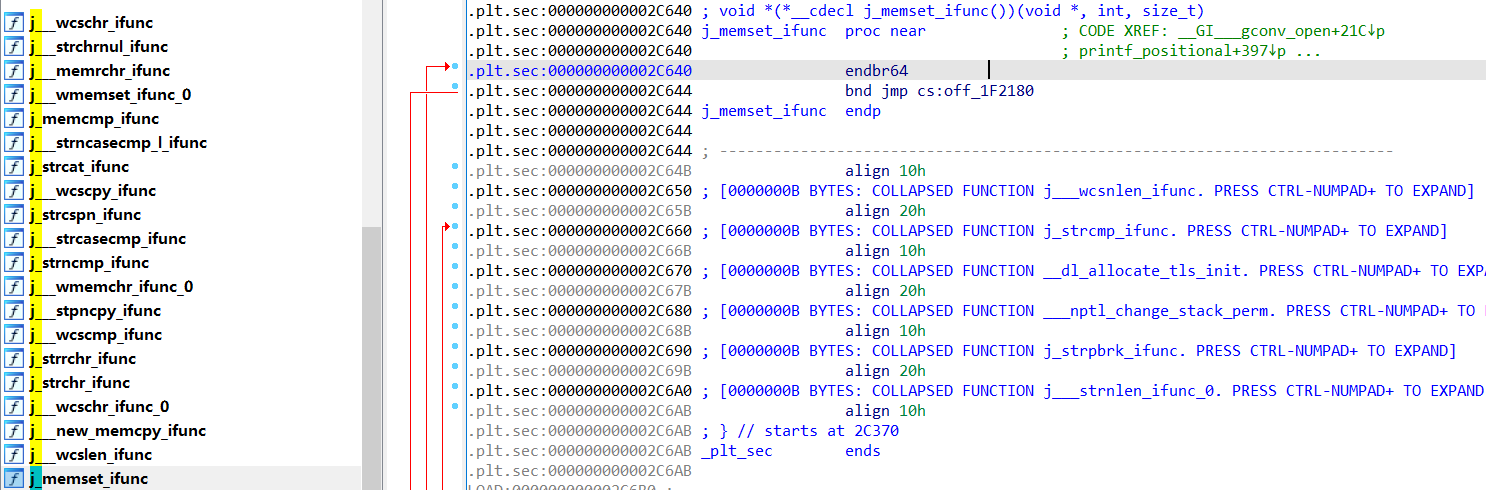 j___wcschr_ifunc
j___strchrnul_ifunc
j___memrchr_ifunc
j___wmemset_ifunc_0
j_memcmp_ifunc
j___strncasecmp_l_ifunc
j_strcat_ifunc
j___wcscpy_ifunc
j_strcspn_ifunc
j___strcasecmp_ifunc
j_strncmp_ifunc
j___wmemchr_ifunc_0
j___stpncpy_ifunc
j___wcscmp_ifunc
j_strrchr_ifunc
j_strchr_ifunc
j___wcschr_ifunc_0
j___new_memcpy_ifunc
j___wcslen_ifunc
j_memset_ifunc
.plt.sec:000000000002C640 ; void *(*__cdecl j_memset_ifunc())(void *, int, size_t)
.plt.sec:000000000002C640 j_memset_ifunc proc near ; CODE XREF: __GI___gconv_open+21C↓p
.plt.sec:000000000002C640 ; printf_positional+397↓p ...
.plt.sec:000000000002C640 endbr64
.plt.sec:000000000002C644 bnd jmp cs:off_1F2180
.plt.sec:000000000002C644 j_memset_ifunc endp
.plt.sec:000000000002C644
.plt.sec:000000000002C644 ; ---------------------------------------------------------------------------
.plt.sec:000000000002C64B align 10h
.plt.sec:000000000002C650 ; [0000000B BYTES: COLLAPSED FUNCTION j___wcsnlen_ifunc. PRESS CTRL-NUMPAD+ TO EXPAND]
.plt.sec:000000000002C65B align 20h
.plt.sec:000000000002C660 ; [0000000B BYTES: COLLAPSED FUNCTION j_strcmp_ifunc. PRESS CTRL-NUMPAD+ TO EXPAND]
.plt.sec:000000000002C66B align 10h
.plt.sec:000000000002C670 ; [0000000B BYTES: COLLAPSED FUNCTION __dl_allocate_tls_init. PRESS CTRL-NUMPAD+ TO EXPA
.plt.sec:000000000002C67B align 20h
.plt.sec:000000000002C680 ; [0000000B BYTES: COLLAPSED FUNCTION ___nptl_change_stack_perm. PRESS CTRL-NUMPAD+ TO
.plt.sec:000000000002C68B align 10h
.plt.sec:000000000002C690 ; [0000000B BYTES: COLLAPSED FUNCTION j_strpbrk_ifunc. PRESS CTRL-NUMPAD+ TO EXPAND]
.plt.sec:000000000002C69B align 20h
.plt.sec:000000000002C6A0 ; [0000000B BYTES: COLLAPSED FUNCTION j___strnlen_ifunc_0. PRESS CTRL-NUMPAD+ TO EXPAND
.plt.sec:000000000002C6AB align 10h
.plt.sec:000000000002C6AB ; } // starts at 2C370
.plt.sec:000000000002C6AB _plt_sec ends
.plt.sec:000000000002C6AB